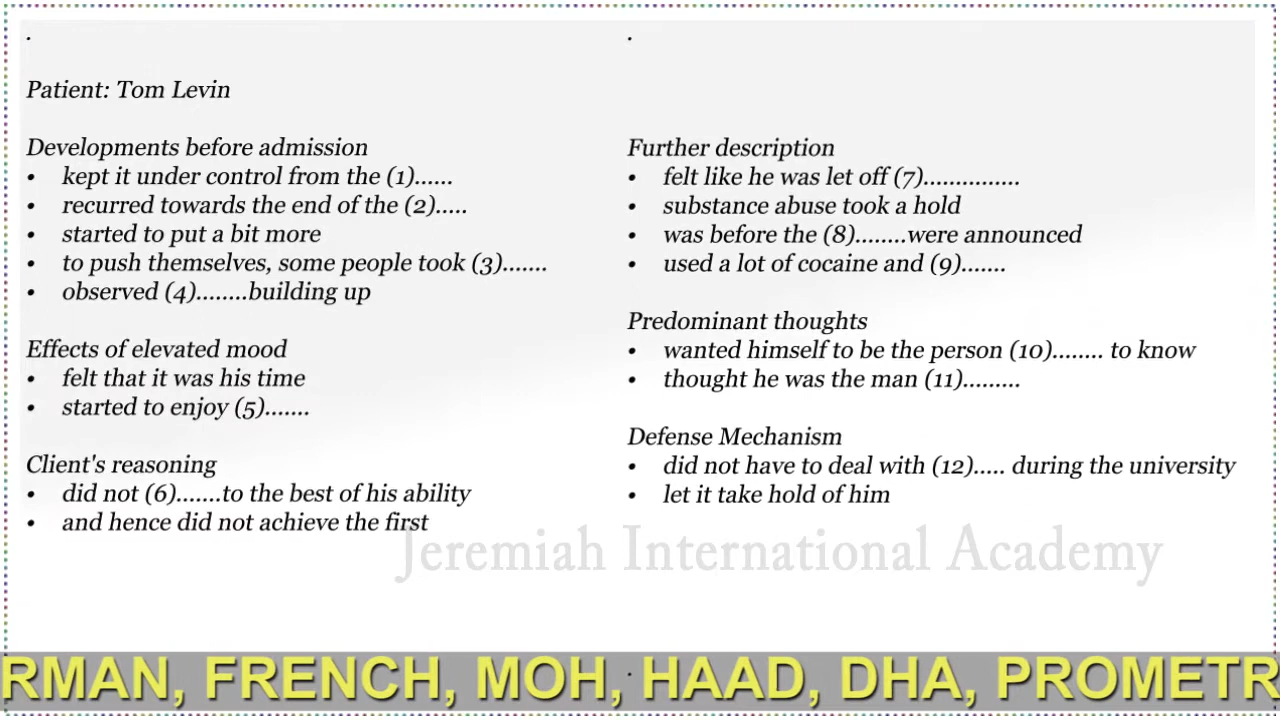 Patient: Tom Levin
Developments before admission
• kept it under control from the (1)......
• recurred towards the end of the (2).....
• started to put a bit more
• to push themselves, some people took (3).......
• observed (4)........building up
Effects of elevated mood
• felt that it was his time
• started to enjoy (5).......
Client's reasoning
• did not (6).......to the best of his ability
• and hence did not achieve the first
Further description
• felt like he was let off (7)...............
• substance abuse took a hold
• was before the (8)........were announced
• used a lot of cocaine and (9).......
Predominant thoughts
• wanted himself to be the person (10)........ to know
• thought he was the man (11).........
Defense Mechanism
• did not have to deal with (12)..... during the university
• let it take hold of him
Jeremiah International Academy
RMAN, FRENCH, MOH, HAAD, DHA, PROMETR